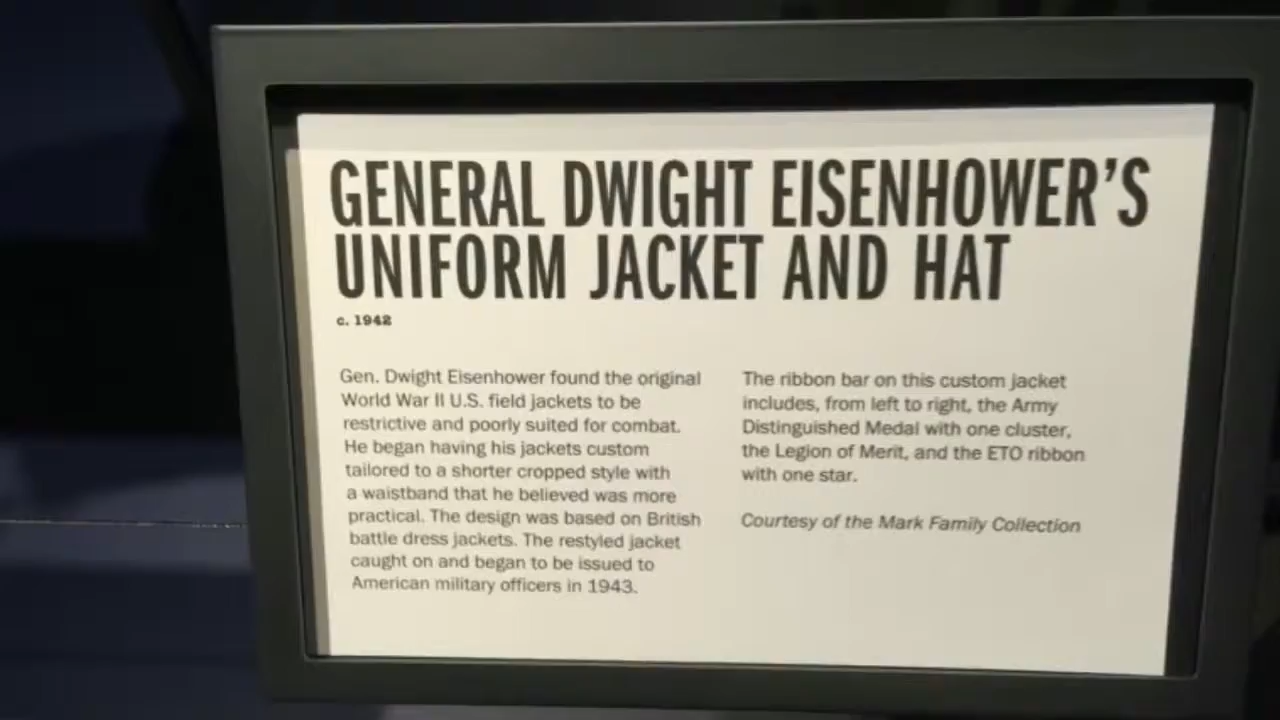 GENERAL DWIGHT EISENHOWER'S
UNIFORM JACKET AND HAT
c. 1942
Gen. Dwight Eisenhower found the original
World War II U.S. field jackets to be
restrictive and poorly suited for combat.
He began having his jackets custom
tailored to a shorter cropped style with
a waistband that he believed was more
practical. The design was based on British
battle dress jackets. The restyled jacket
caught on and began to be issued to
American military officers in 1943.
The ribbon bar on this custom jacket
includes, from left to right, the Army
Distinguished Medal with one cluster,
the Legion of Merit, and the ETO ribbon
with one star.
Courtesy of the Mark Family Collection